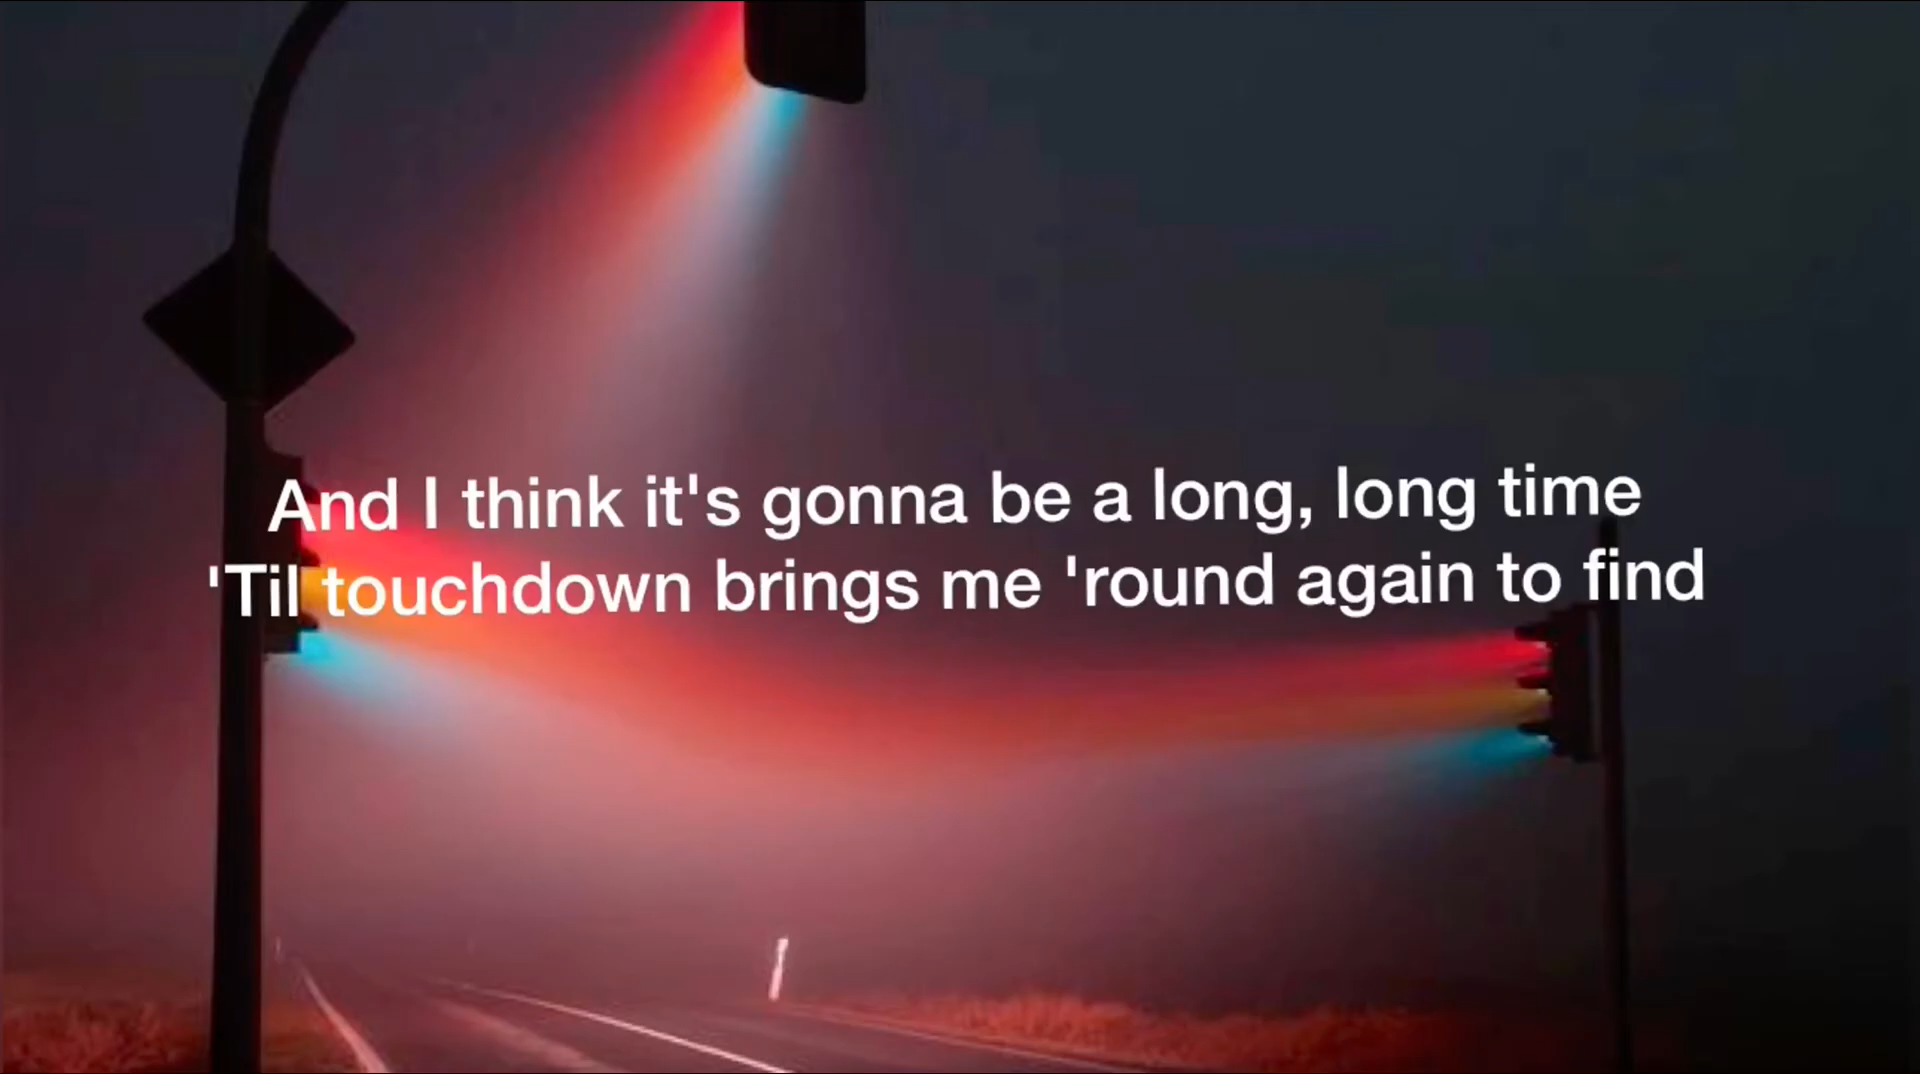 And I think it's gonna be a long, long time
'Til touchdown brings me 'round again to find